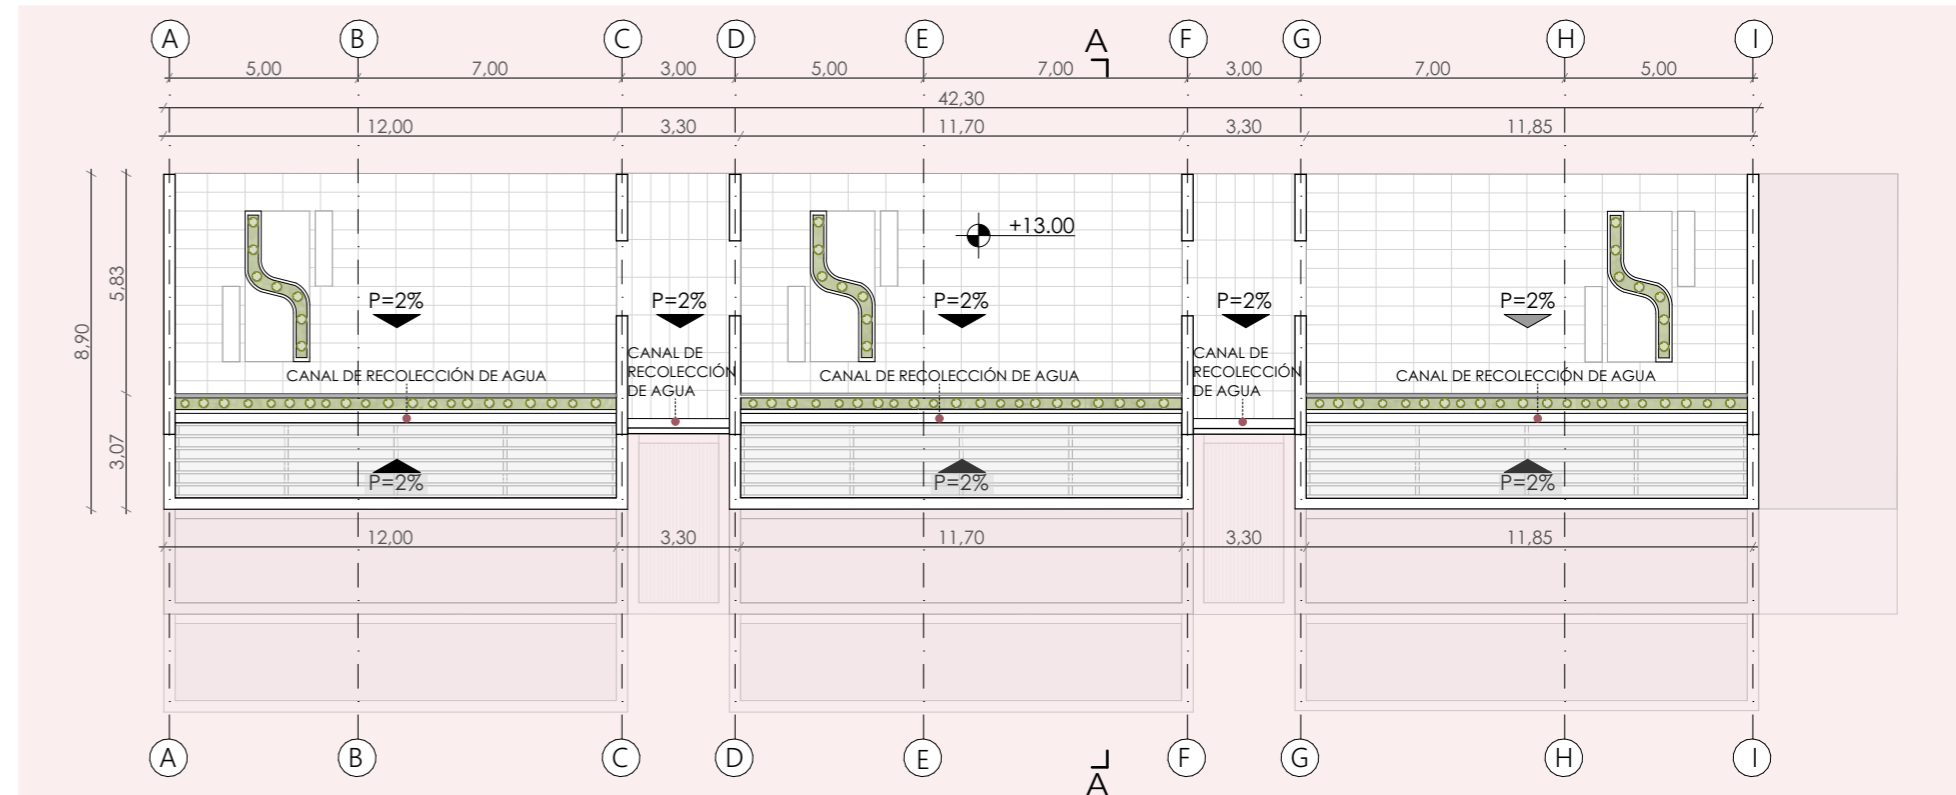 A B C D E A F G H I
5,00 7,00 3,00 5,00 7,00 3,00 7,00 5,00
42,30
12,00 3,30 11,70 3,30 11,85
+13.00
5,83
8,90
P=2% P=2% P=2% P=2% P=2%
CANAL DE
RECOLECCIÓN
DE AGUA
CANAL DE
RECOLECCIÓN
DE AGUA
CANAL DE RECOLECCIÓN DE AGUA CANAL DE RECOLECCIÓN DE AGUA CANAL DE RECOLECCIÓN DE AGUA
3,07
P=2% P=2% P=2%
12,00 3,30 11,70 3,30 11,85
A B C D E A F G H I